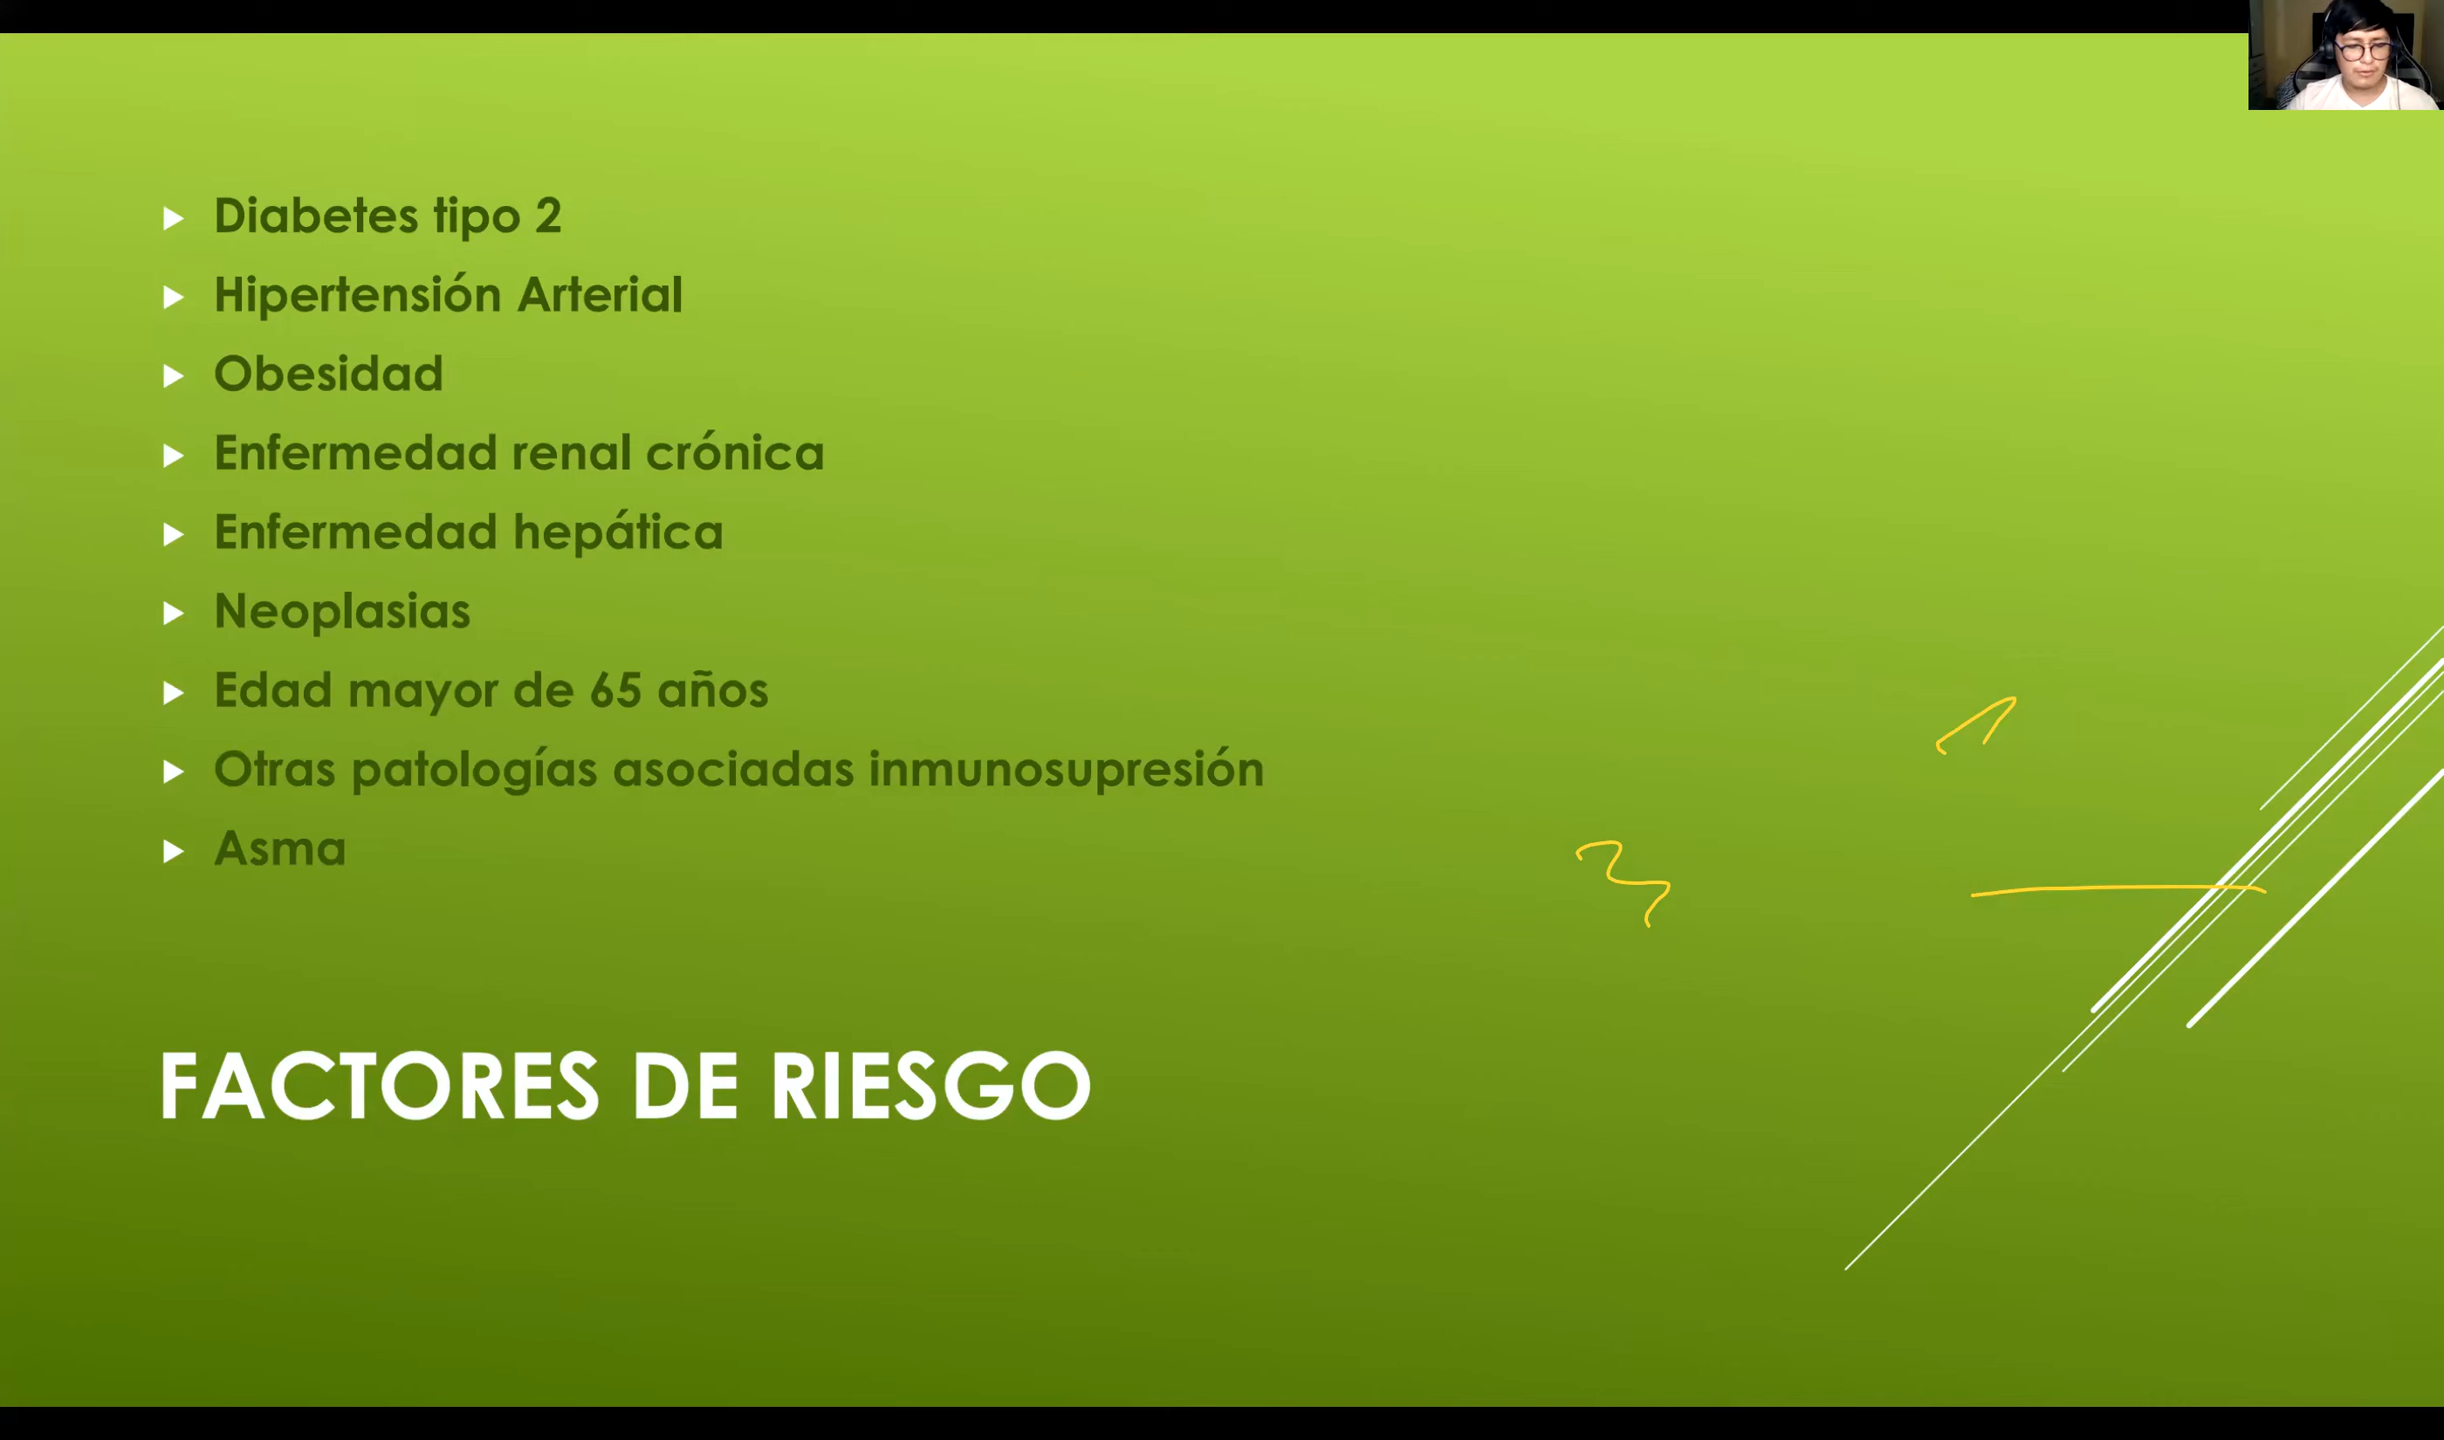 Diabetes tipo 2
Hipertensión Arterial
Obesidad
Enfermedad renal crónica
Enfermedad hepática
Neoplasias
Edad mayor de 65 años
Otras patologías asociadas inmunosupresión
Asma
FACTORES DE RIESGO